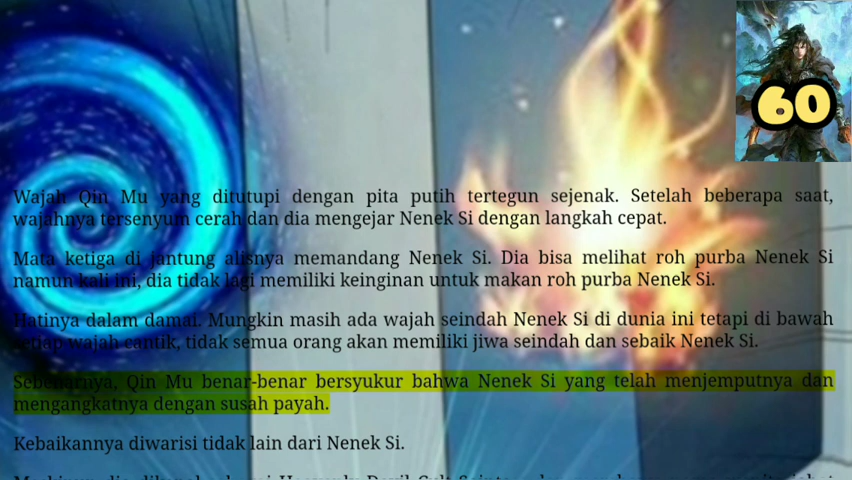 60
Wajah Qin Mu yang ditutupi dengan pita putih tertegun sejenak. Setelah beberapa saat,
wajahnya tersenyum cerah dan dia mengejar Nenek Si dengan langkah cepat.
Mata ketiga di jantung alisnya memandang Nenek Si. Dia bisa melihat roh purba Nenek Si
namun kali ini, dia tidak lagi memiliki keinginan untuk makan roh purba Nenek Si.
Hatinya dalam damai. Mungkin masih ada wajah seindah Nenek Si di dunia ini tetapi di bawah
setiap wajah cantik, tidak semua orang akan memiliki jiwa seindah dan sebaik Nenek Si.
Sebenarnya, Qin Mu benar-benar bersyukur bahwa Nenek Si yang telah menjemputnya dan
mengangkatnya dengan susah payah.
Kebaikannya diwarisi tidak lain dari Nenek Si.